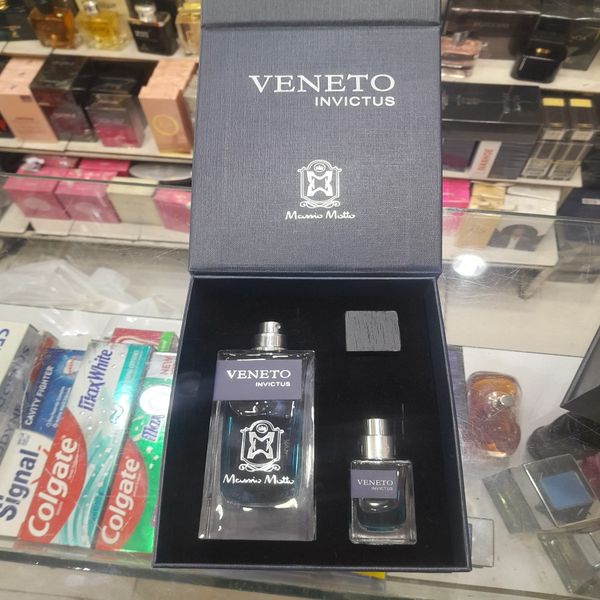 VENETO
INVICTUS
Massio Matto
VENETO
INVICTUS
Massio Matto
VENETO
INVICTUS
Signal
CAVITY FIGHTER
Colgate
MaxWhite
Colgate